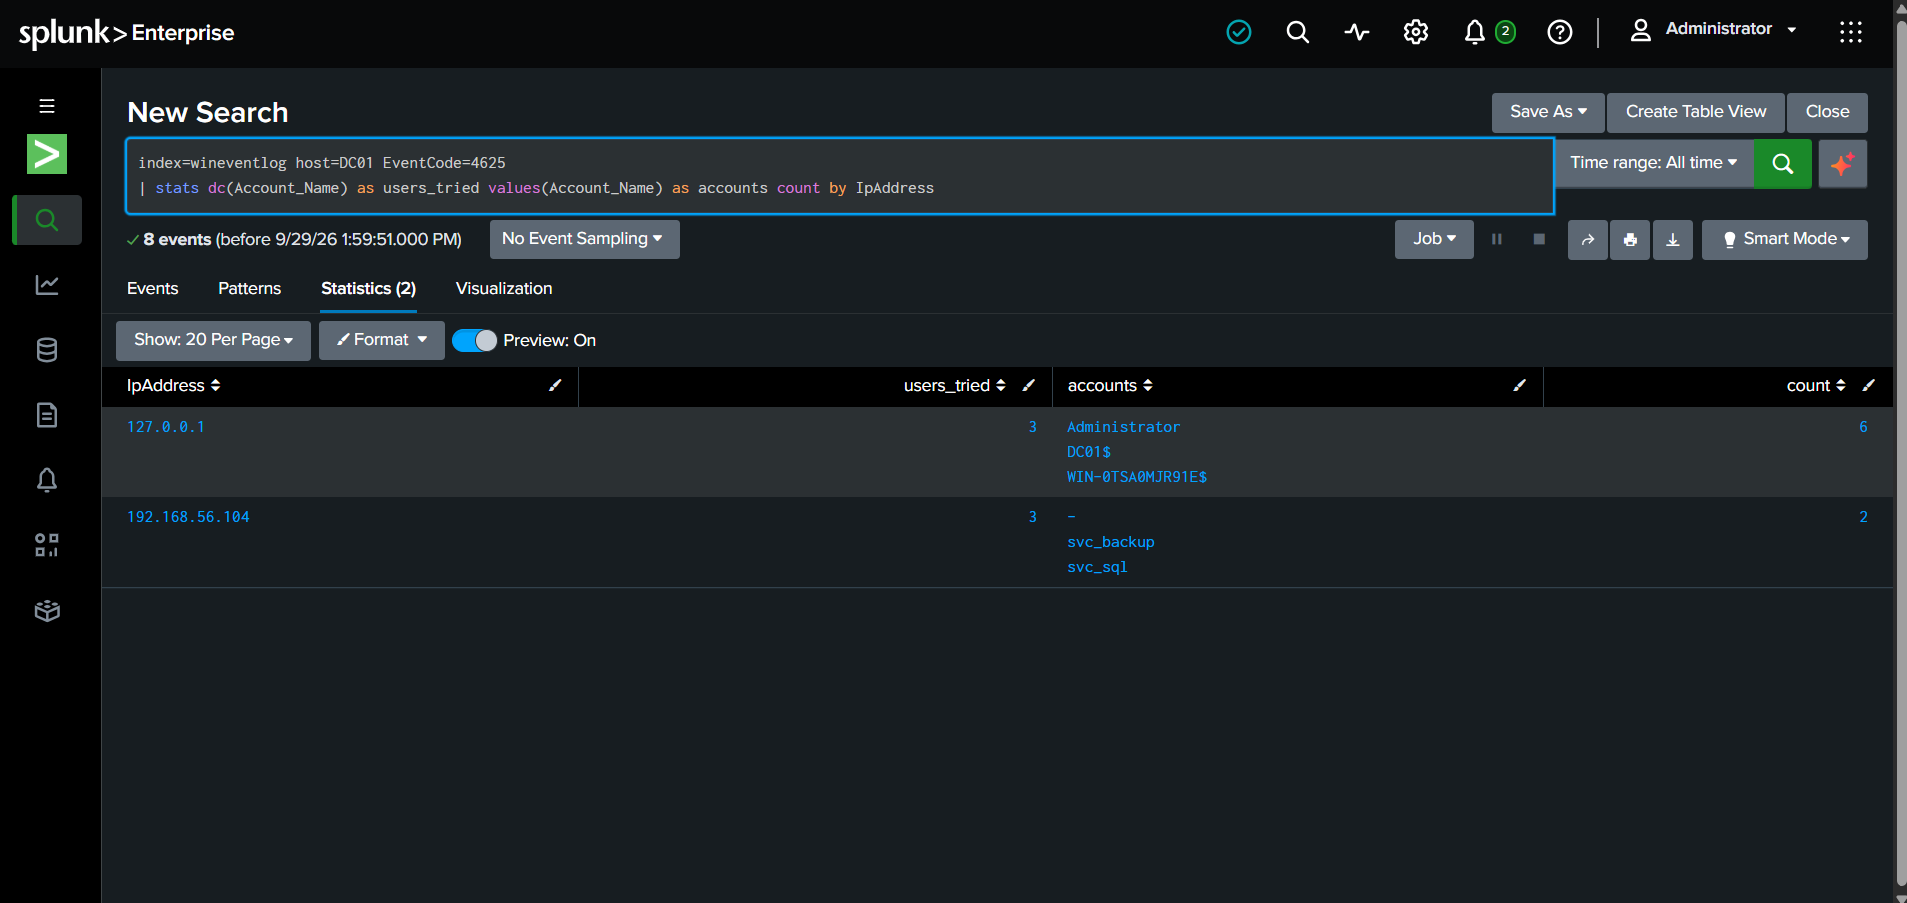 splunk> Enterprise
2
Administrator
New Search
Save As
Create Table View
Close
index=wineventlog host=DC01 EventCode=4625
| stats dc(Account_Name) as users_tried values(Account_Name) as accounts count by IpAddress
Time range: All time
8 events (before 9/29/26 1:59:51.000 PM)
No Event Sampling
Job
Smart Mode
Events
Patterns
Statistics (2)
Visualization
Show: 20 Per Page
Format
Preview: On
IpAddress
users_tried
accounts
count
127.0.0.1
3
Administrator
6
DC01$
WIN-0TSA0MJR91E$
192.168.56.104
3
-
2
svc_backup
svc_sql